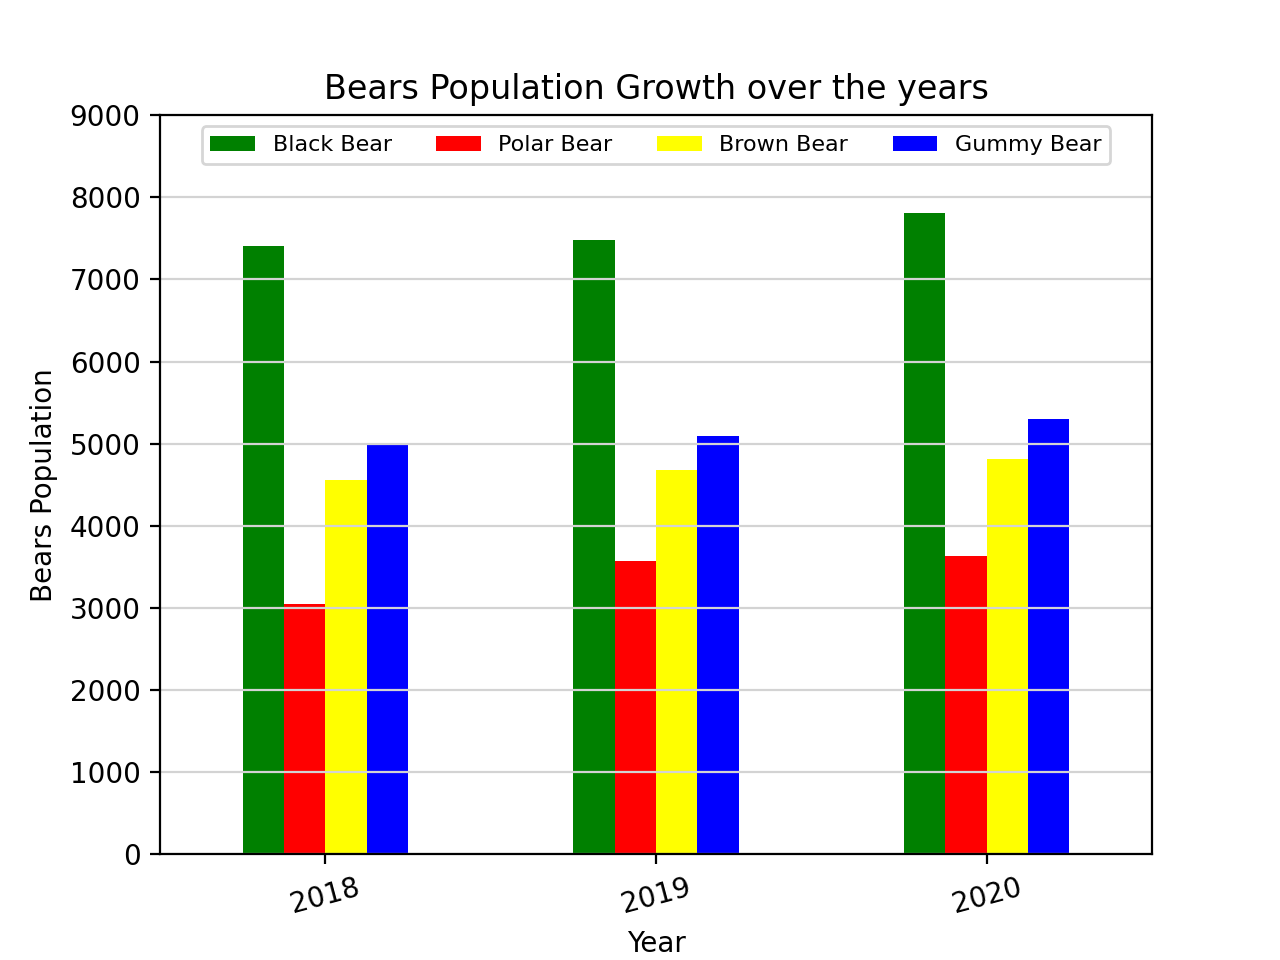 Bears Population Growth over the years
Black Bear Polar Bear Brown Bear Gummy Bear
9000
8000
7000
6000
5000
4000
3000
2000
1000
0
Bears Population
2018 2019 2020
Year